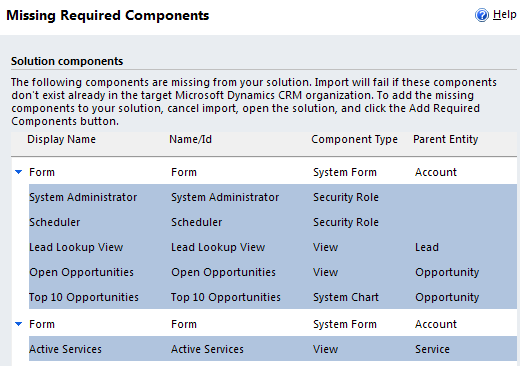 Missing Required Components Help
Solution components
The following components are missing from your solution. Import will fail if these components
don't exist already in the target Microsoft Dynamics CRM organization. To add the missing
components to your solution, cancel import, open the solution, and click the Add Required
Components button.
Display Name Name/Id Component Type Parent Entity
Form Form System Form Account
System Administrator System Administrator Security Role
Scheduler Scheduler Security Role
Lead Lookup View Lead Lookup View View Lead
Open Opportunities Open Opportunities View Opportunity
Top 10 Opportunities Top 10 Opportunities System Chart Opportunity
Form Form System Form Account
Active Services Active Services View Service